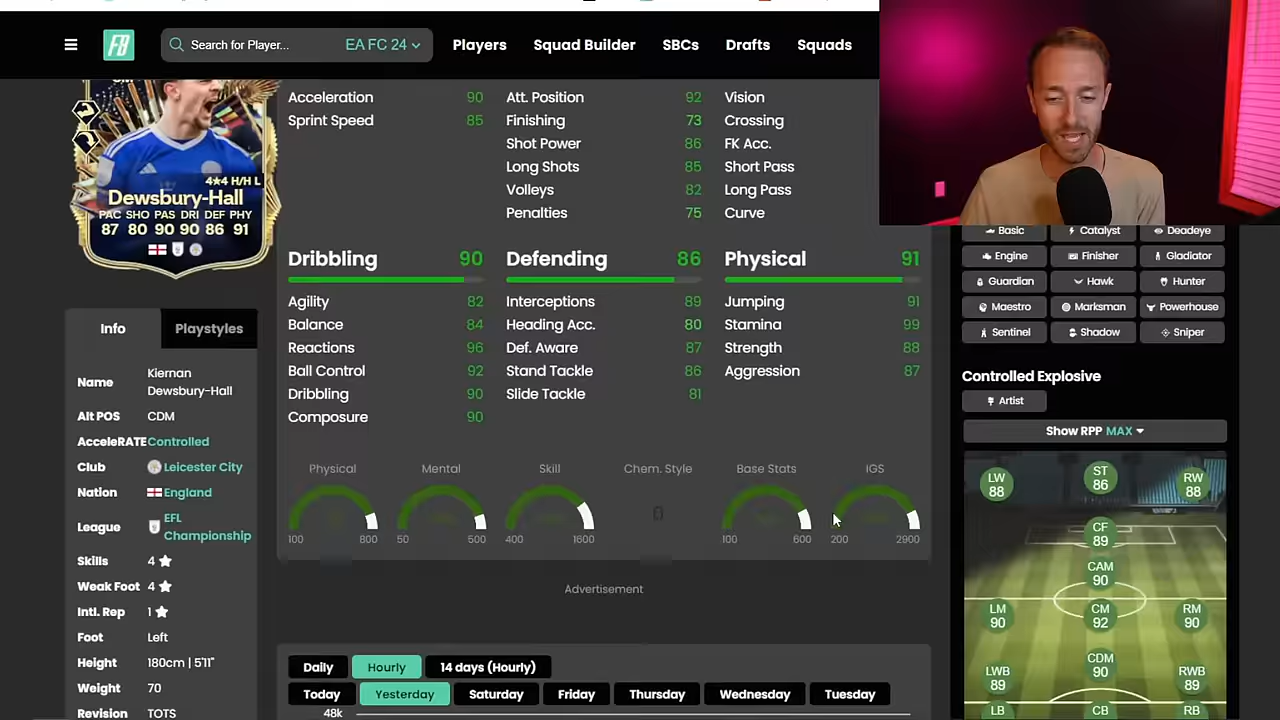 FB
Search for Player...
EA FC 24
Players
Squad Builder
SBCs
Drafts
Squads
4★4 H/H L
Dewsbury-Hall
PAC SHO PAS DRI DEF PHY
87 80 90 90 86 91
Acceleration 90
Sprint Speed 85
Att. Position 92
Finishing 73
Shot Power 86
Long Shots 85
Volleys 82
Penalties 75
Vision
Crossing
FK Acc.
Short Pass
Long Pass
Curve
Dribbling 90
Agility 82
Balance 84
Reactions 96
Ball Control 92
Dribbling 90
Composure 90
Defending 86
Interceptions 89
Heading Acc. 80
Def. Aware 87
Stand Tackle 86
Slide Tackle 81
Physical 91
Jumping 91
Stamina 99
Strength 88
Aggression 87
Physical
100 800
Mental
50 500
Skill
400 1600
Chem. Style
0
Base Stats
100 600
IGS
200 2900
Advertisement
Daily
Hourly
14 days (Hourly)
Today
Yesterday
Saturday
Friday
Thursday
Wednesday
Tuesday
48k
Info
Playstyles
Name
Kiernan
Dewsbury-Hall
Alt POS CDM
AcceleRATE Controlled
Club Leicester City
Nation England
League
EFL
Championship
Skills 4 ★
Weak Foot 4 ★
Intl. Rep 1 ★
Foot Left
Height 180cm | 5'11"
Weight 70
Revision TOTS
Basic
Catalyst
Deadeye
Engine
Finisher
Gladiator
Guardian
Hawk
Hunter
Maestro
Marksman
Powerhouse
Sentinel
Shadow
Sniper
Controlled Explosive
Artist
Show RPP MAX
LW
88
ST
86
RW
88
CF
89
CAM
90
LM
90
CM
92
RM
90
LWB
89
CDM
90
RWB
89
LB
CB
RB